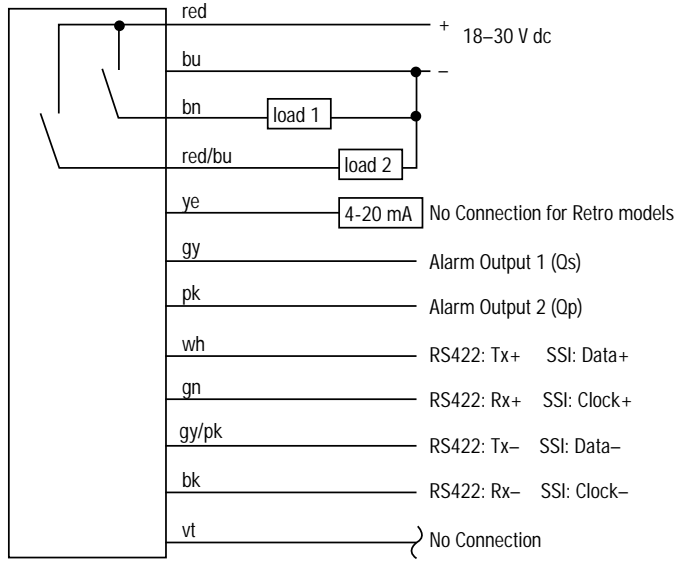 red
+ 18–30 V dc
bu
–
bn
load 1
red/bu
load 2
ye
4-20 mA No Connection for Retro models
gy
Alarm Output 1 (Qs)
pk
Alarm Output 2 (Qp)
wh
RS422: Tx+ SSI: Data+
gn
RS422: Rx+ SSI: Clock+
gy/pk
RS422: Tx– SSI: Data–
bk
RS422: Rx– SSI: Clock–
vt
No Connection